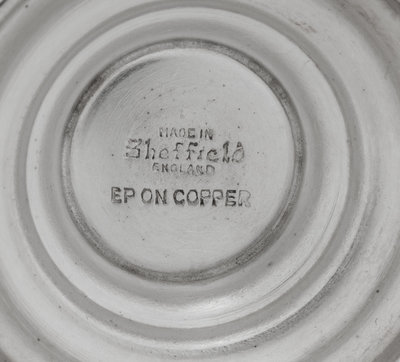 MADE IN
Sheffield
ENGLAND
EP ON COPPER